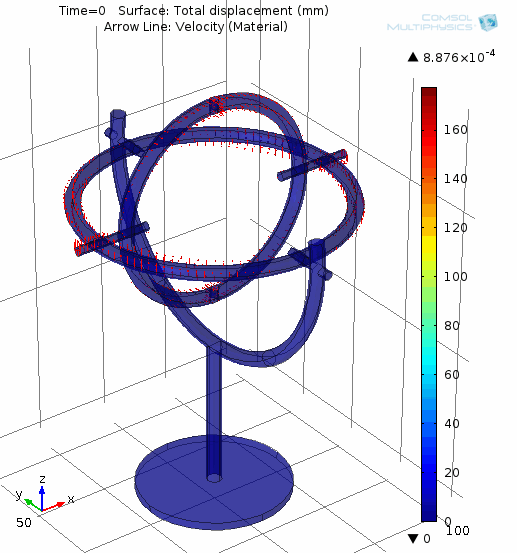 Time=0 Surface: Total displacement (mm)
Arrow Line: Velocity (Material)
COMSOL
MULTIPHYSICS®
▲ 8.876×10⁻⁴
160
140
120
100
80
60
40
20
0
▼ 0
100
z
y
x
50